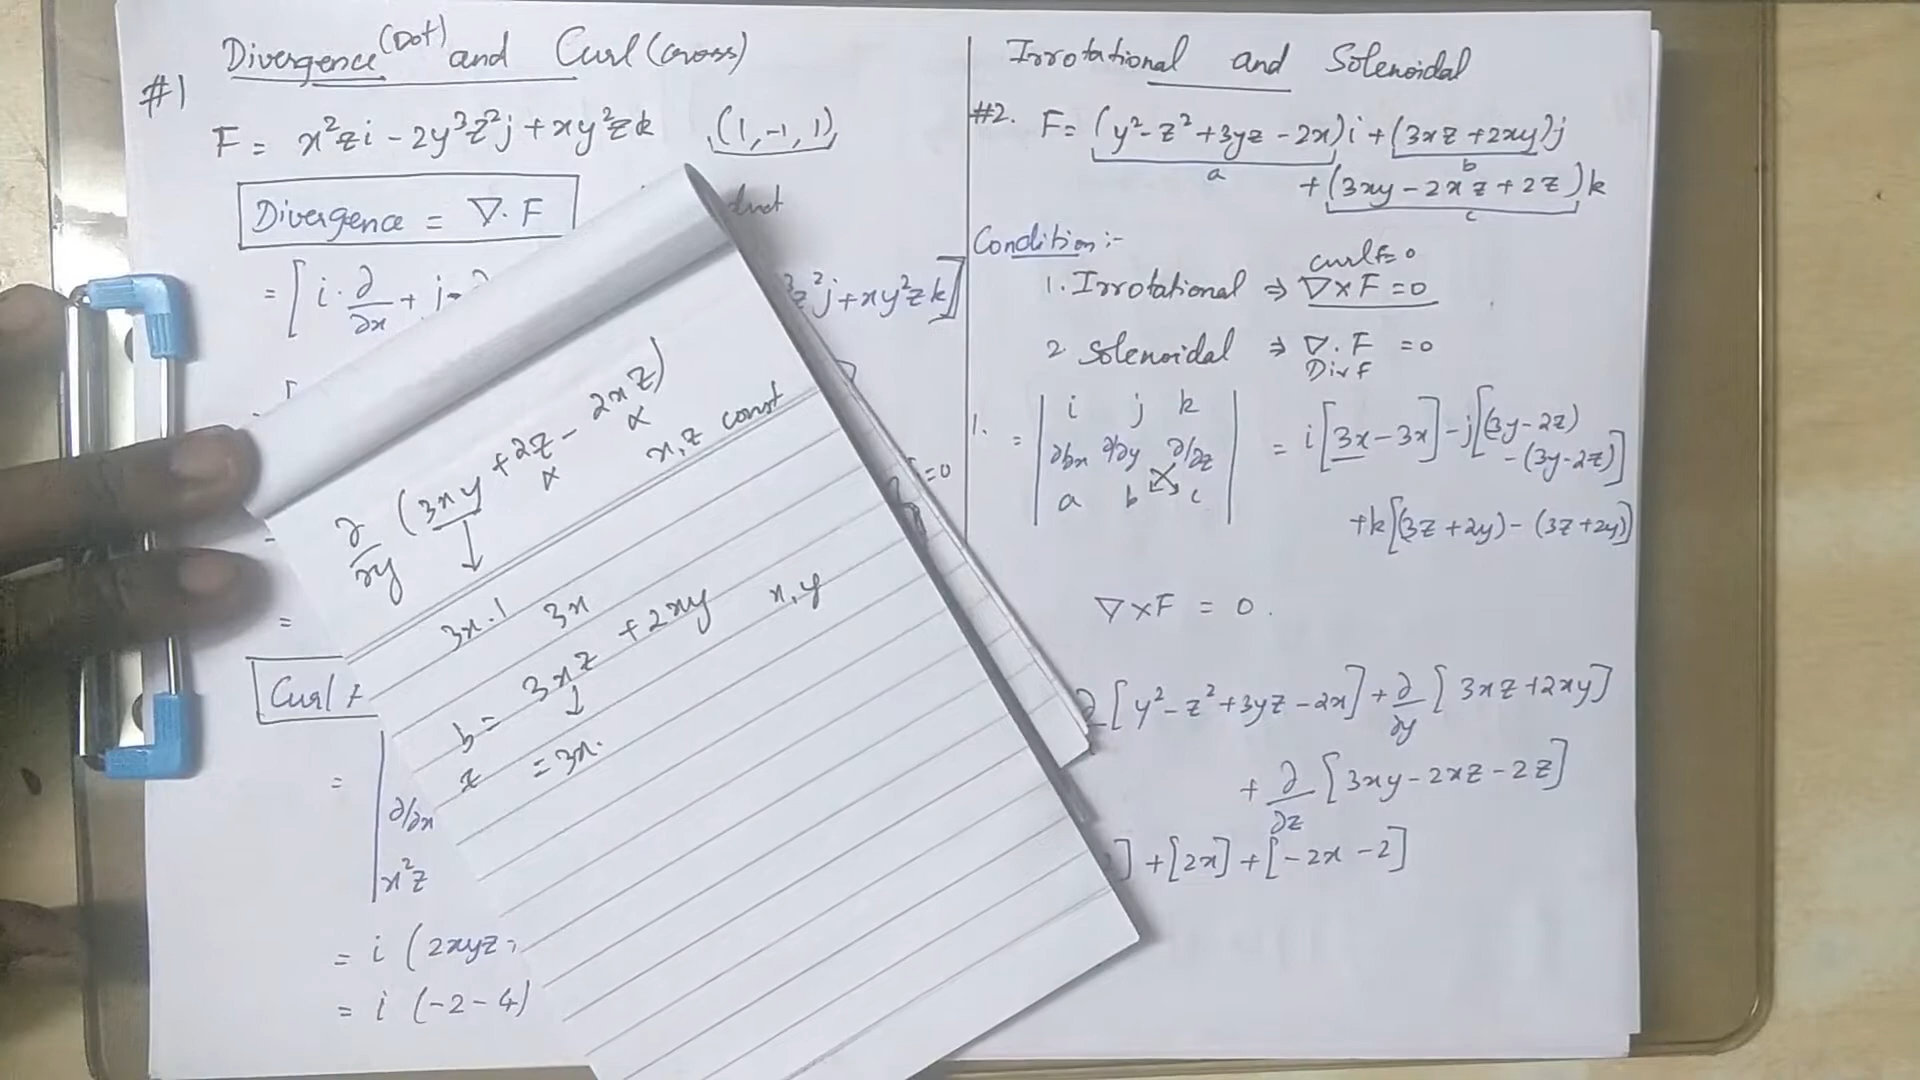 Divergence (Dot) and Curl (cross)
#1
F = x²zi - 2y³z²j + xy²zk (1, -1, 1)
Divergence = ∇. F
= [ i. ∂/∂x + j
z²j + xy²zk]
=0
=
Curl
=
∂/∂x
x²z
= i (2xyz
= i (-2 - 4)
∂/∂y (3xy + 2z - 2xz)
x x
x, z const
3x.1 3x
b = 3xz + 2xy x, y
z = 3x.
Irrotational and Solenoidal
#2. F = (y² - z² + 3yz - 2x)i + (3xz + 2xy)j
a b
+ (3xy - 2xz + 2z)k
c
Condition :-
curl F = 0
1. Irrotational ⇒ ∇×F = 0
2 Solenoidal ⇒ ∇. F = 0
Div F
1. = | i j k |
| ∂/∂x ∂/∂y ∂/∂z | = i [3x - 3x] - j [(3y - 2z)
- (3y - 2z)]
| a b c |
+ k [(3z + 2y) - (3z + 2y)]
∇×F = 0.
∂ [y² - z² + 3yz - 2x] + ∂/∂y [3xz + 2xy]
+ ∂/∂z [3xy - 2xz - 2z]
] + [2x] + [-2x - 2]